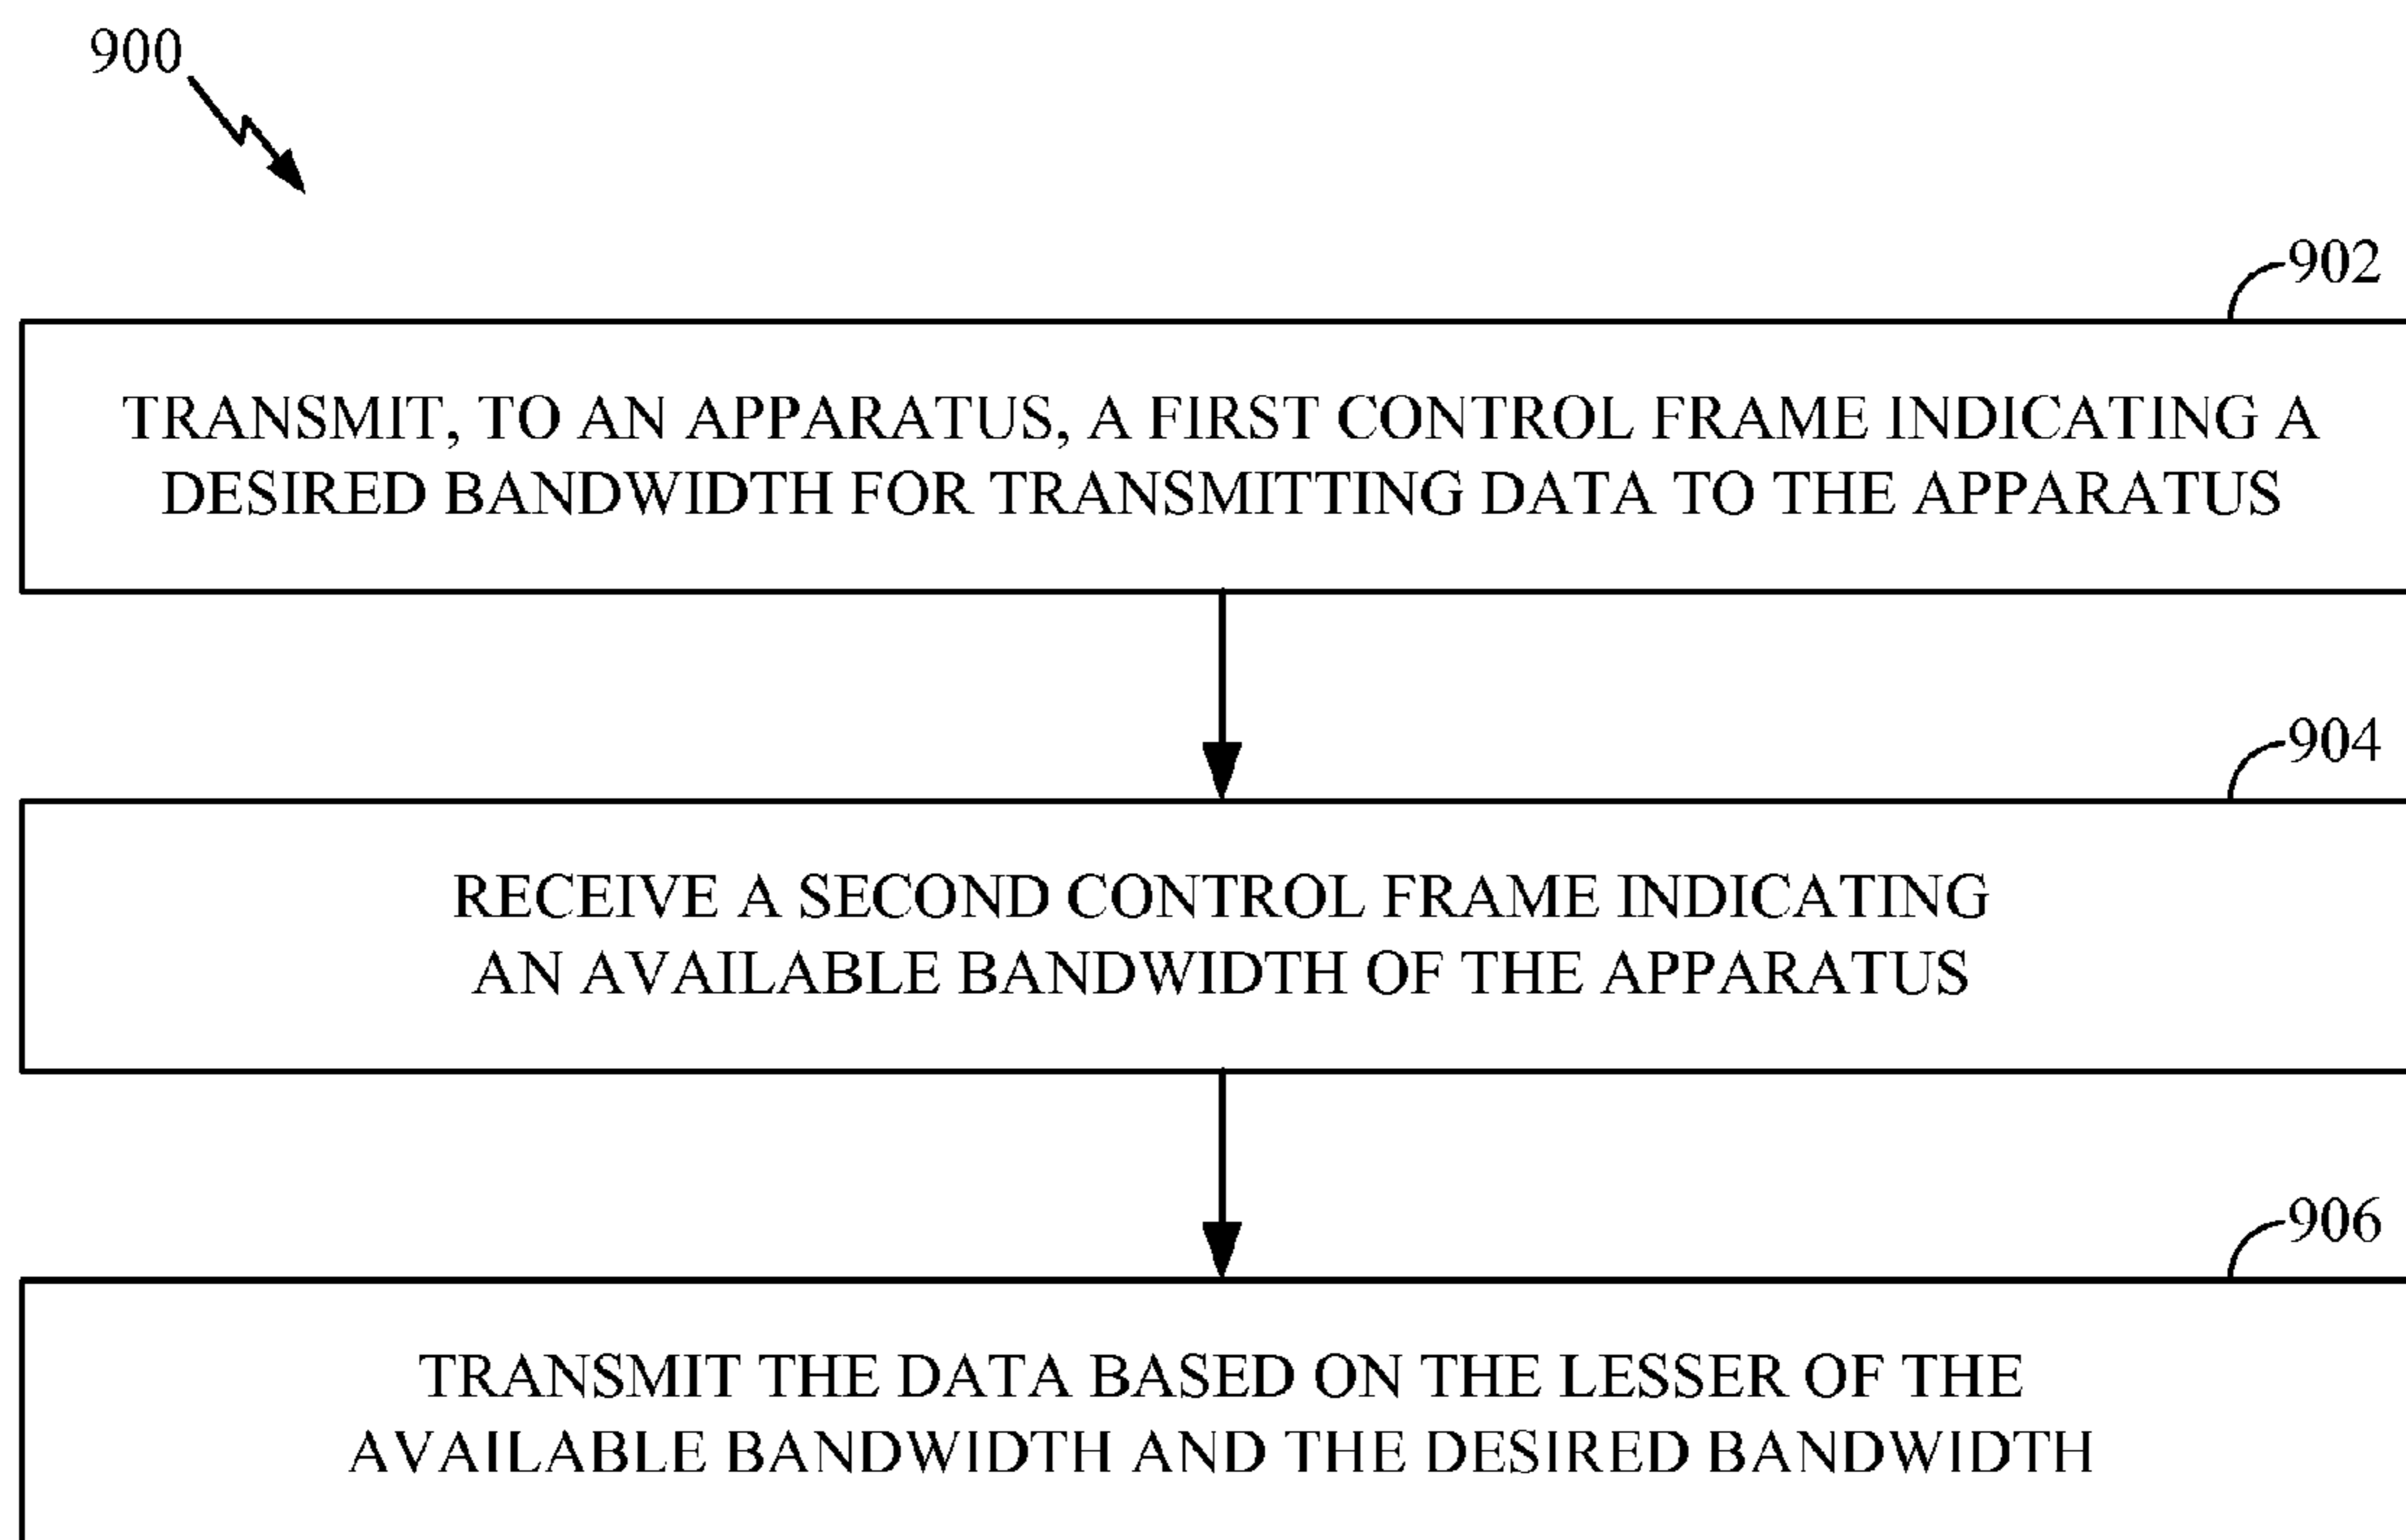 900
902
TRANSMIT, TO AN APPARATUS, A FIRST CONTROL FRAME INDICATING A
DESIRED BANDWIDTH FOR TRANSMITTING DATA TO THE APPARATUS
904
RECEIVE A SECOND CONTROL FRAME INDICATING
AN AVAILABLE BANDWIDTH OF THE APPARATUS
906
TRANSMIT THE DATA BASED ON THE LESSER OF THE
AVAILABLE BANDWIDTH AND THE DESIRED BANDWIDTH